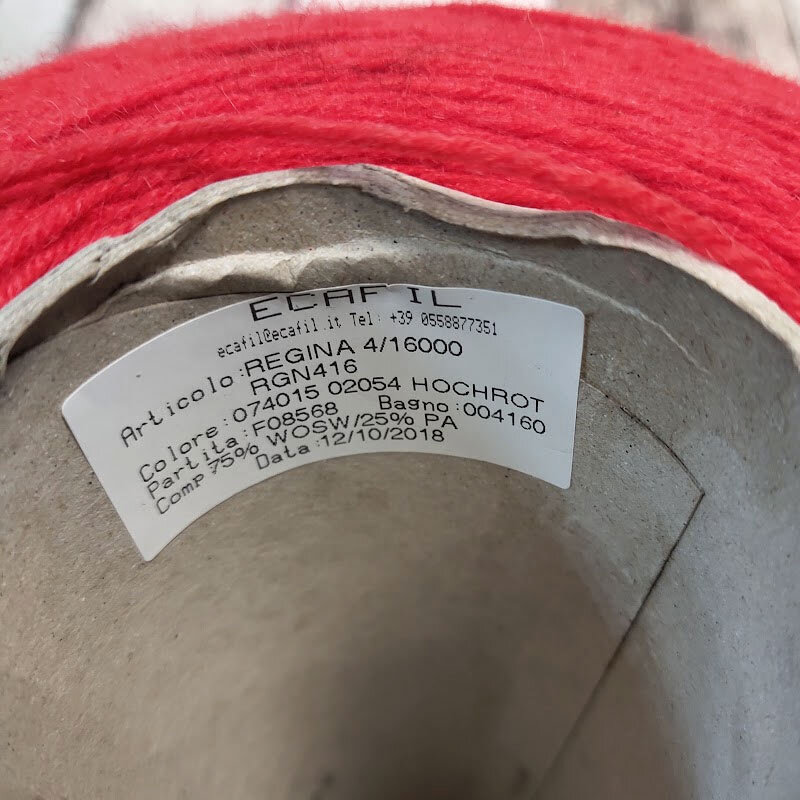 ECAFIL
ecafil@ecafil.it Tel: +39 0558877351
Articolo:REGINA 4/16000
RGN416
Colore:074015 02054 HOCHROT
Partita:F08568 Bagno:004160
Comp 75% WOSW/25% PA
Data:12/10/2018